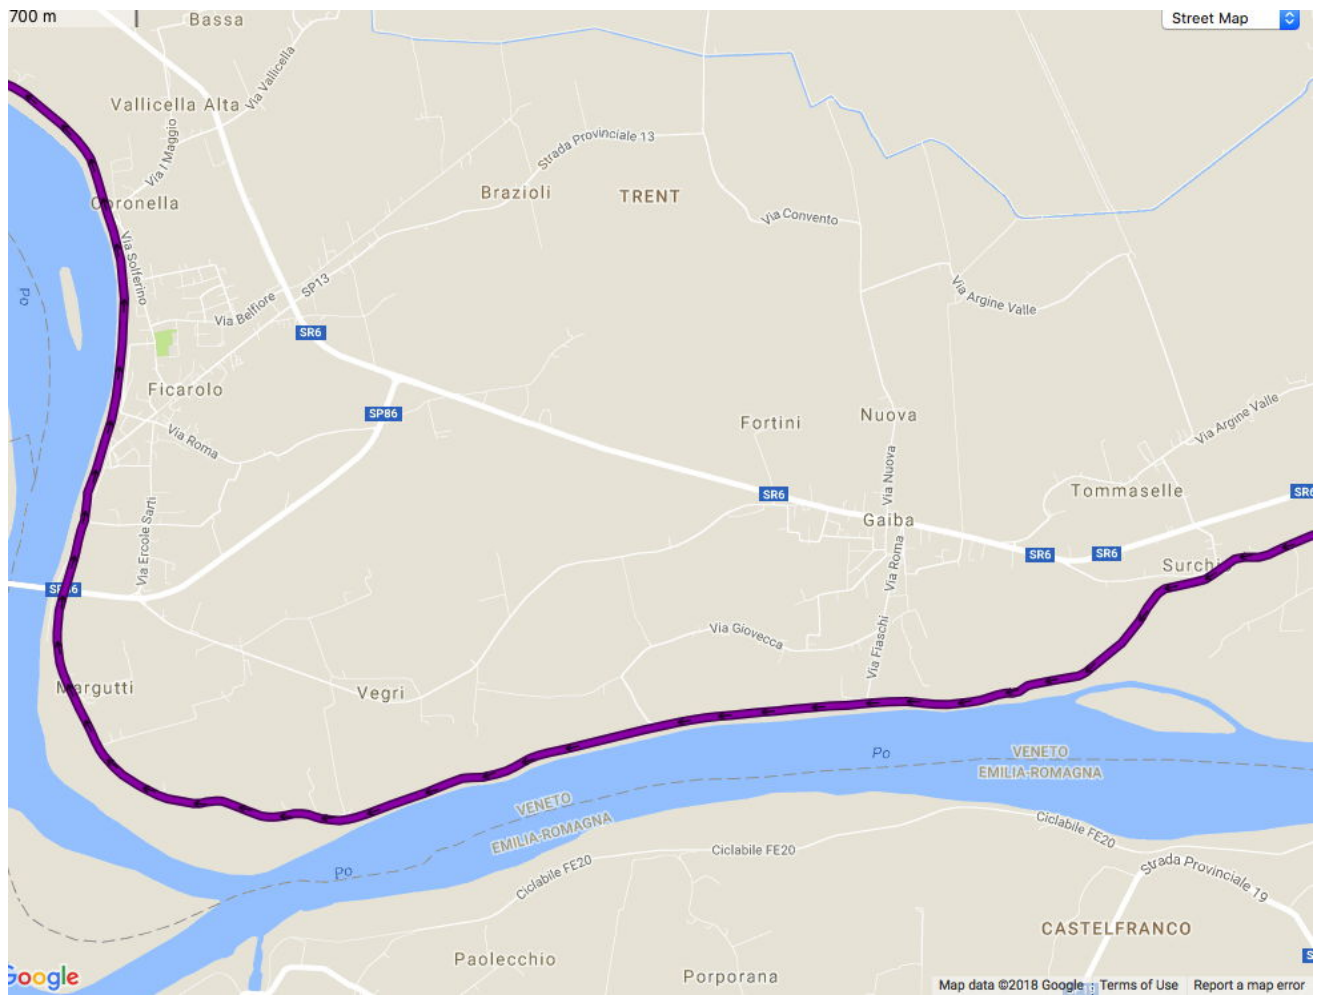 700 m
Street Map
Bassa
Via Vallicella
Vallicella Alta
Via I Maggio
Strada Provinciale 13
Brazioli
TRENT
Coronella
Via Convento
Via Solferino
SP13
Po
Via Belfiore
Via Argine Valle
SR6
Ficarolo
SP86
Via Argine Valle
Fortini
Nuova
Via Roma
Via Nuova
Tommaselle
SR6
SR6
Via Ercole Sarti
Gaiba
SR6
SR6
Via Roma
Via Giovecca
Via Fiaschi
Margutti
Vegri
Po
VENETO
EMILIA-ROMAGNA
VENETO
EMILIA-ROMAGNA
Ciclabile FE20
Po
Ciclabile FE20
Ciclabile FE20
Strada Provinciale 19
CASTELFRANCO
Paolecchio
Porporana
Google
Map data ©2018 Google
Terms of Use
Report a map error